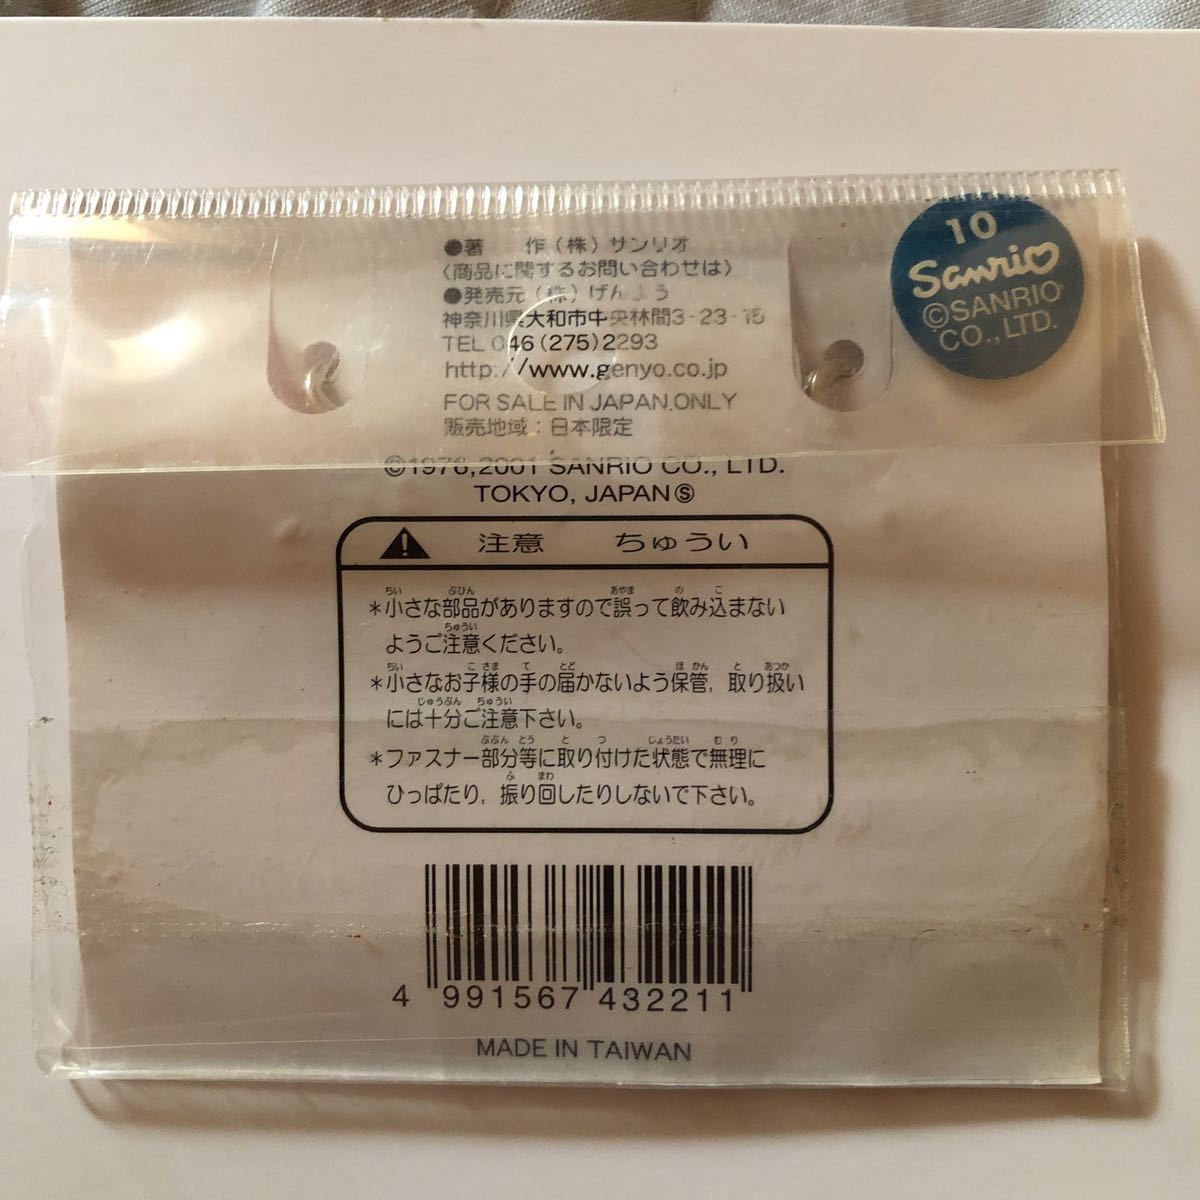 ●著　作(株)サンリオ
〈商品に関するお問い合わせは〉
●発売元(株)げんよう
神奈川県大和市中央林間3-23-15
TEL 046(275)2293
http://www.genyo.co.jp
FOR SALE IN JAPAN ONLY
販売地域：日本限定
©1976,2001 SANRIO CO., LTD.
TOKYO, JAPAN Ⓢ
10
Sanrio
©SANRIO
CO.,LTD.
注意　ちゅうい
＊小さな部品がありますので誤って飲み込まない
ようご注意ください。
＊小さなお子様の手の届かないよう保管，取り扱い
には十分ご注意下さい。
＊ファスナー部分等に取り付けた状態で無理に
ひっぱたり，振り回したりしないで下さい。
4 991567 432211
MADE IN TAIWAN